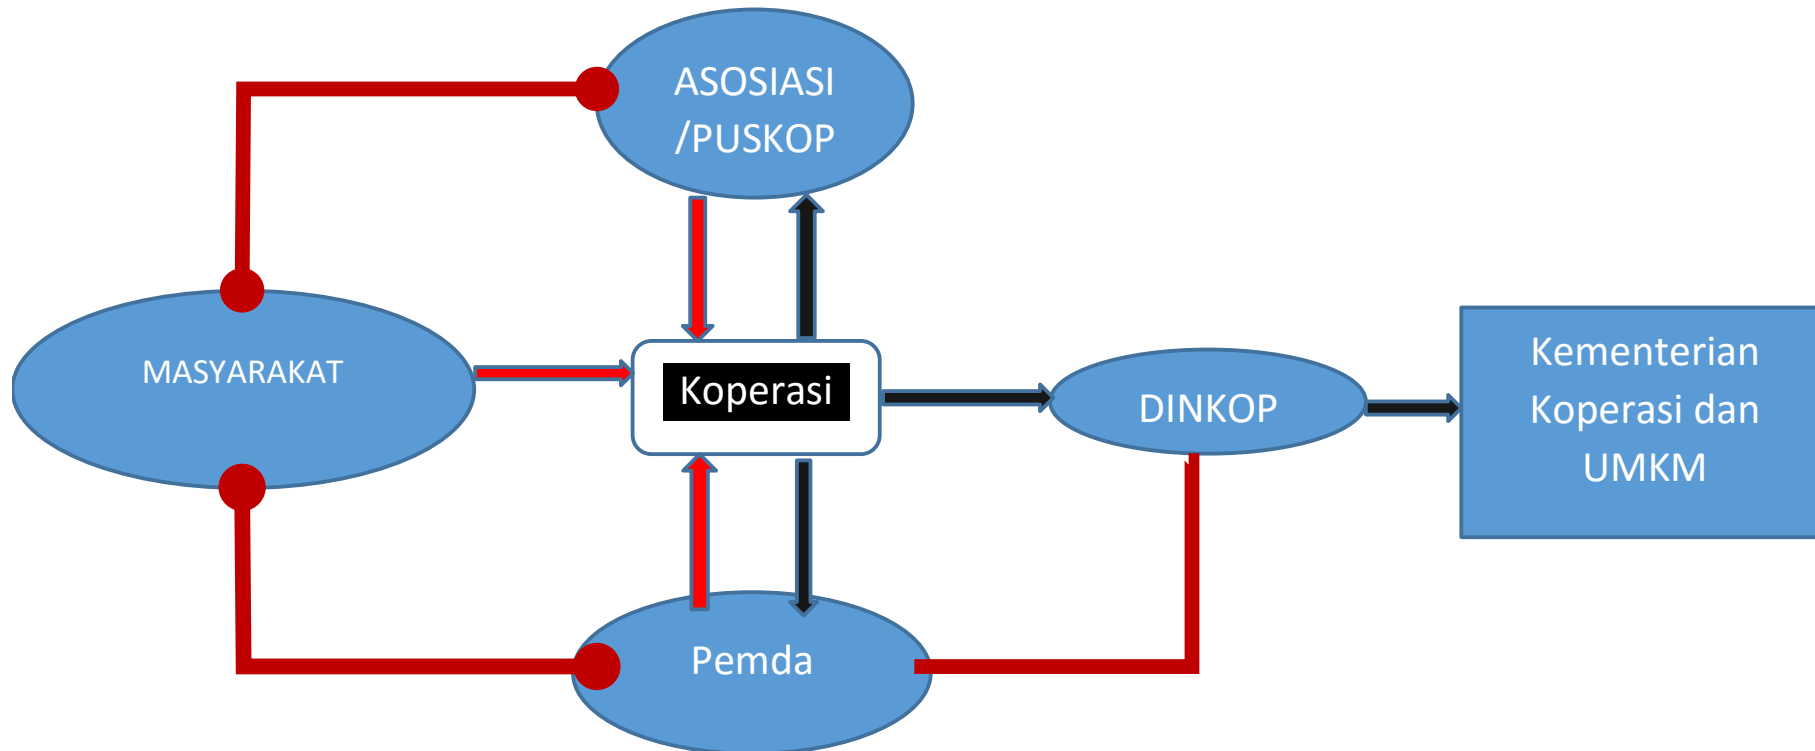 ASOSIASI
/PUSKOP
MASYARAKAT
Koperasi
DINKOP
Kementerian
Koperasi dan
UMKM
Pemda